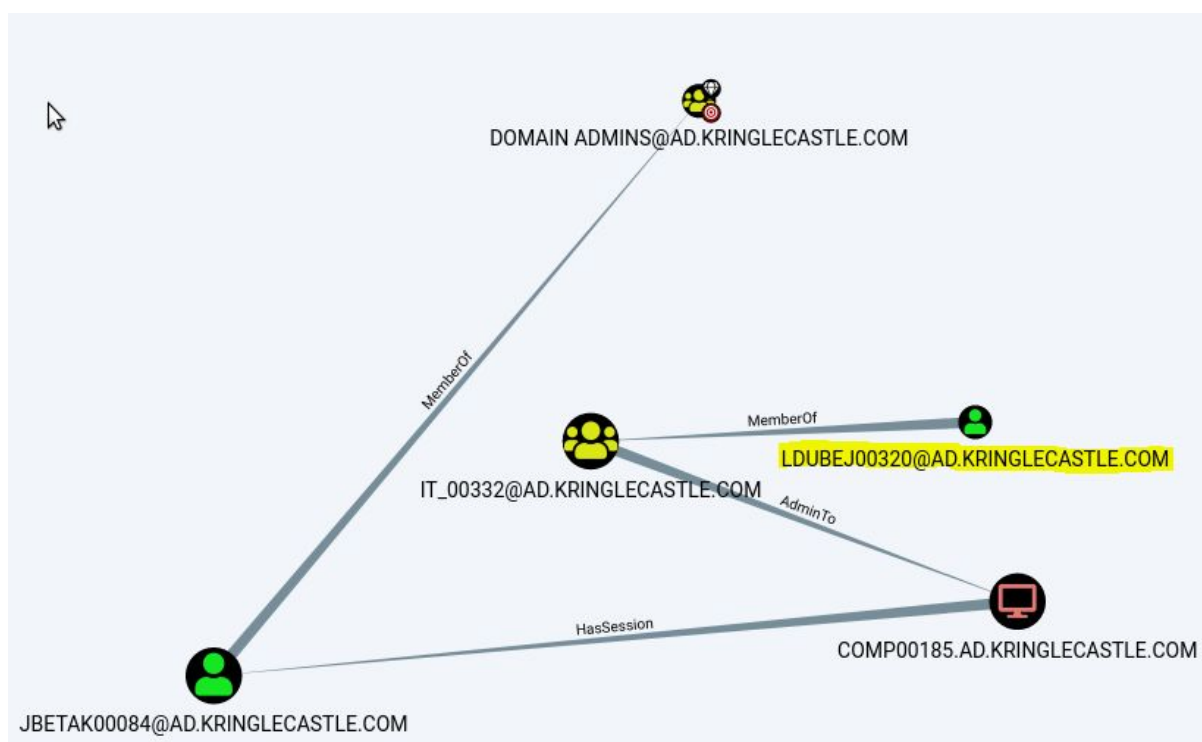 DOMAIN ADMINS@AD.KRINGLECASTLE.COM
MemberOf
MemberOf
LDUBEJ00320@AD.KRINGLECASTLE.COM
IT_00332@AD.KRINGLECASTLE.COM
AdminTo
HasSession
COMP00185.AD.KRINGLECASTLE.COM
JBETAK00084@AD.KRINGLECASTLE.COM